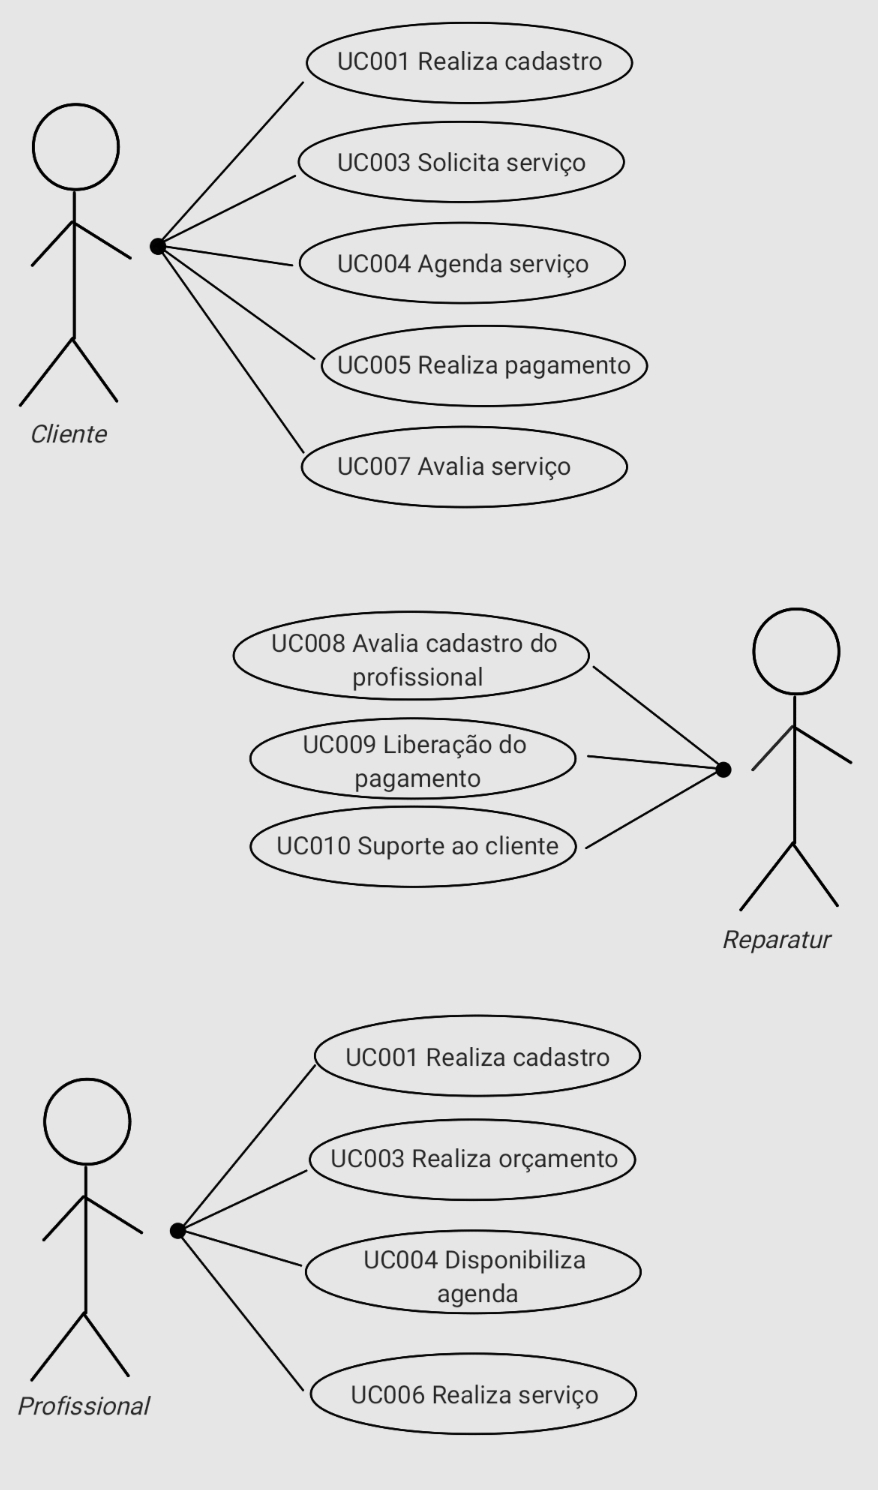 UC001 Realiza cadastro
UC003 Solicita serviço
UC004 Agenda serviço
UC005 Realiza pagamento
Cliente
UC007 Avalia serviço
UC008 Avalia cadastro do
profissional
UC009 Liberação do
pagamento
UC010 Suporte ao cliente
Reparatur
UC001 Realiza cadastro
UC003 Realiza orçamento
UC004 Disponibiliza
agenda
UC006 Realiza serviço
Profissional